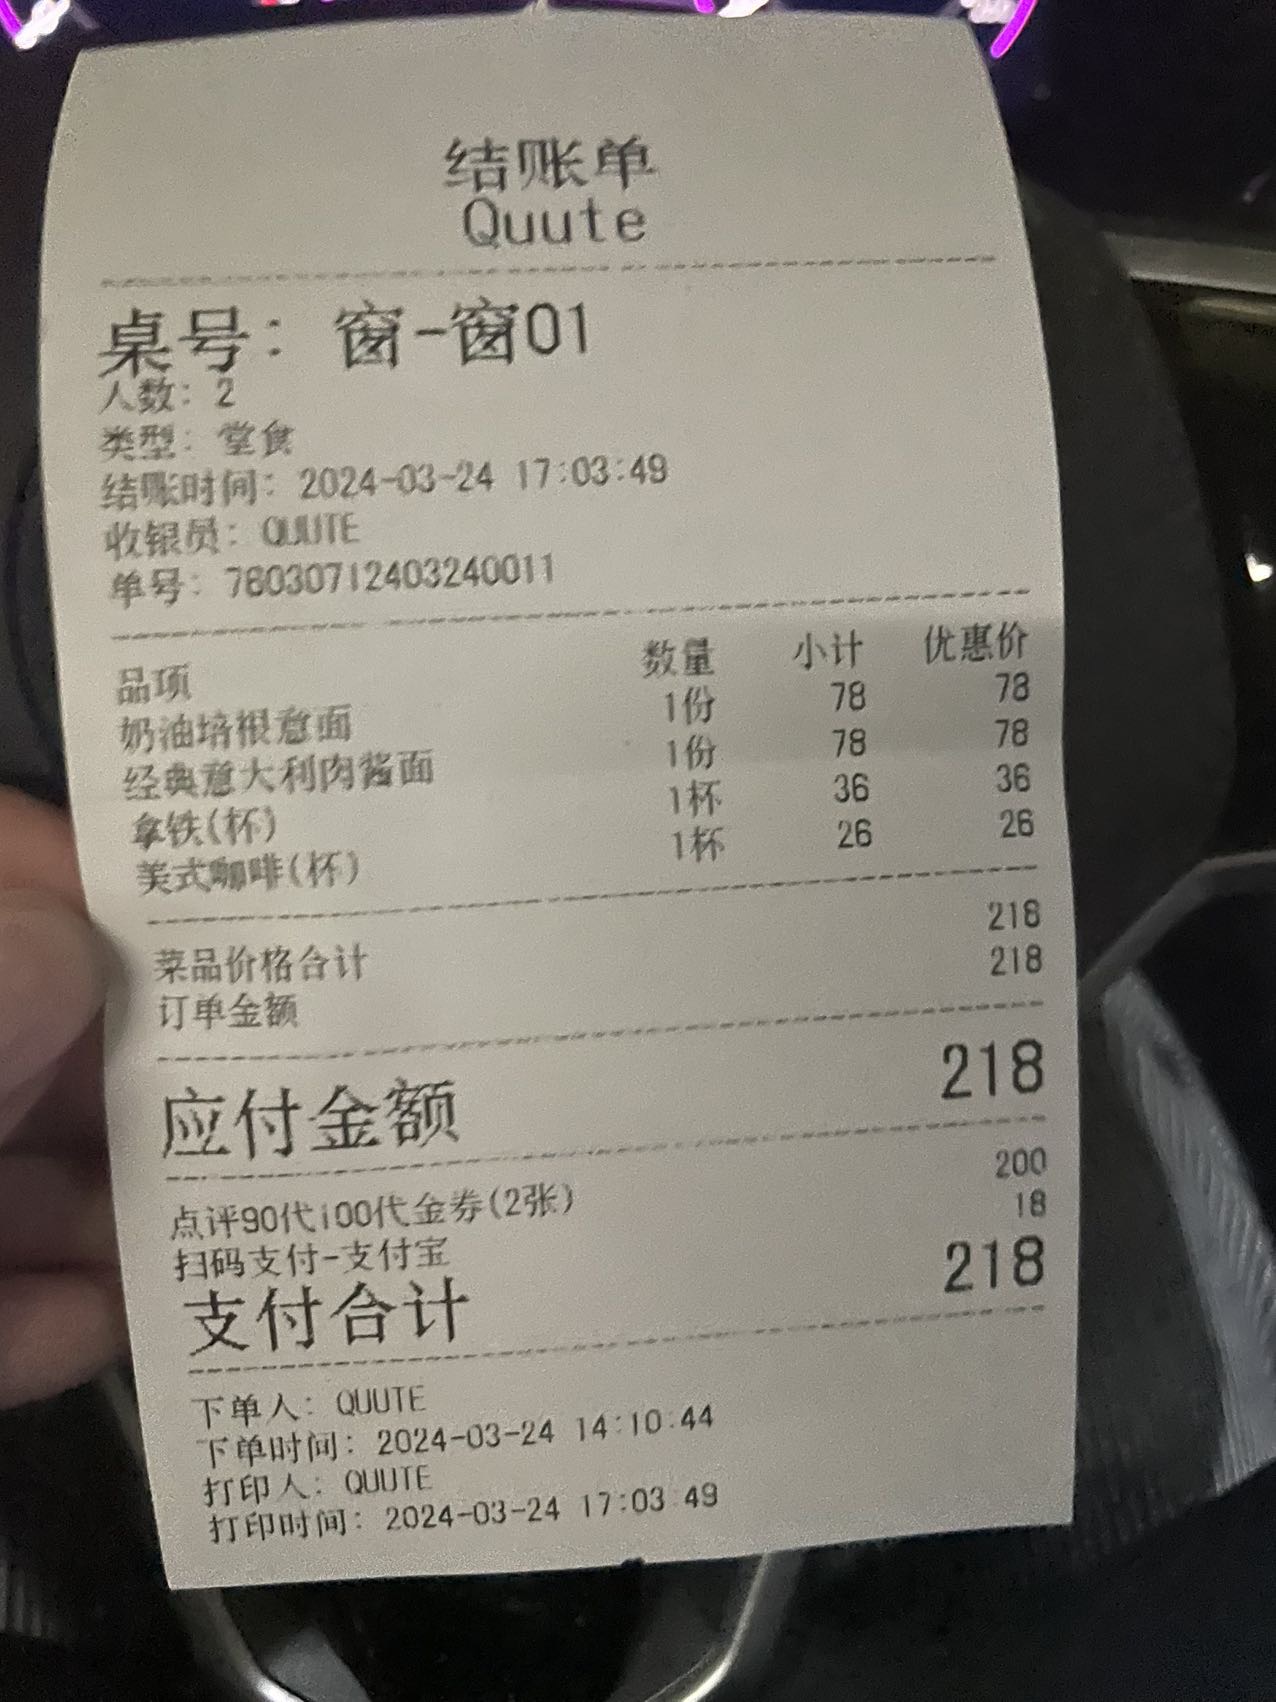 结账单
Quute
桌号: 窗-窗01
人数: 2
类型: 堂食
结账时间: 2024-03-24 17:03:49
收银员: QUUTE
单号: 78030712403240011
品项 数量 小计 优惠价
奶油培根意面 1份 78 78
经典意大利肉酱面 1份 78 78
拿铁(杯) 1杯 36 36
美式咖啡(杯) 1杯 26 26
菜品价格合计 218
订单金额 218
应付金额 218
点评90代100代金券(2张) 200
扫码支付-支付宝 18
支付合计 218
下单人: QUUTE
下单时间: 2024-03-24 14:10:44
打印人: QUUTE
打印时间: 2024-03-24 17:03:49